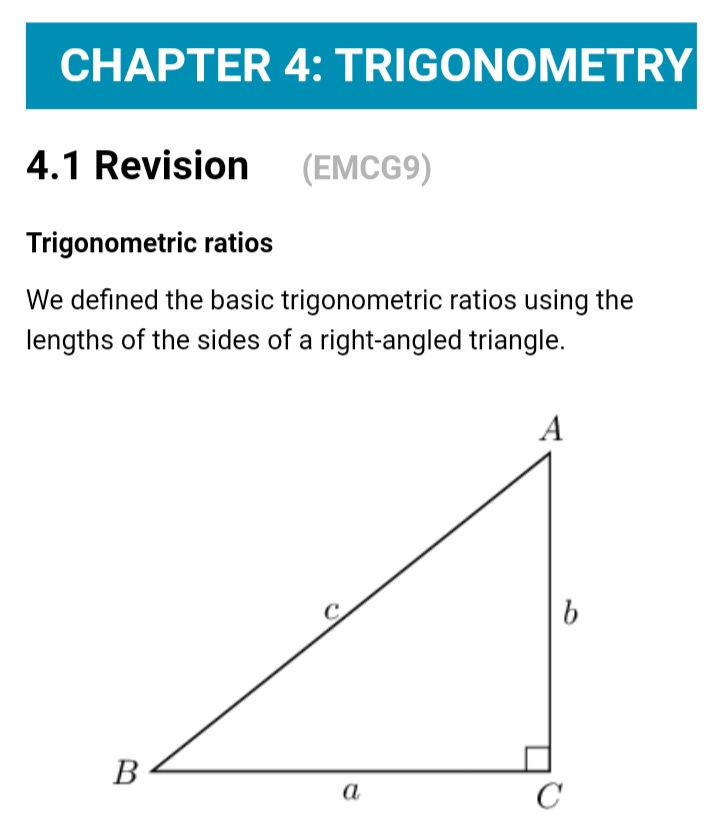 CHAPTER 4: TRIGONOMETRY
4.1 Revision (EMCG9)
Trigonometric ratios
We defined the basic trigonometric ratios using the
lengths of the sides of a right-angled triangle.
A
c
b
B
a
C